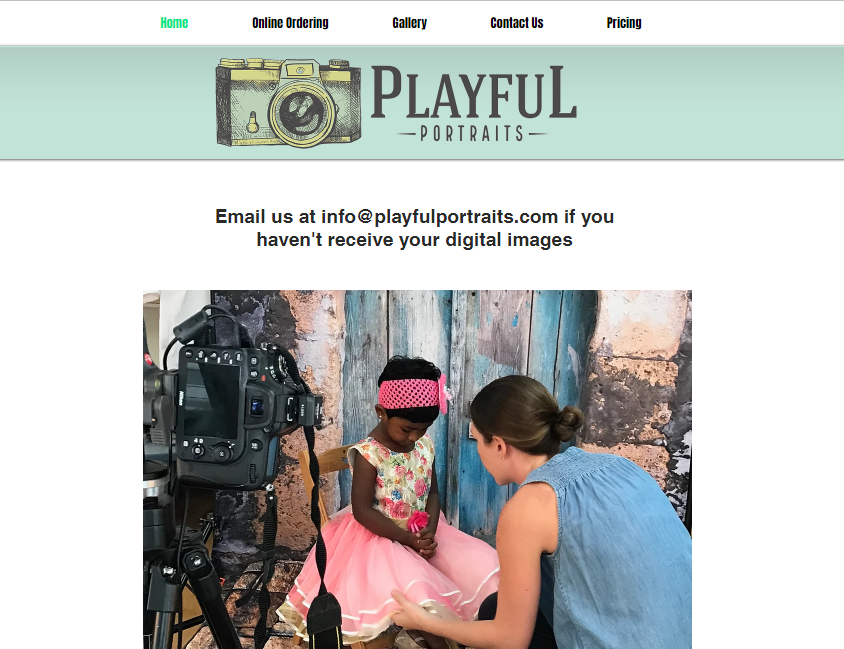 Home Online Ordering Gallery Contact Us Pricing
PLAYFUL
PORTRAITS
Email us at info@playfulportraits.com if you
haven't receive your digital images